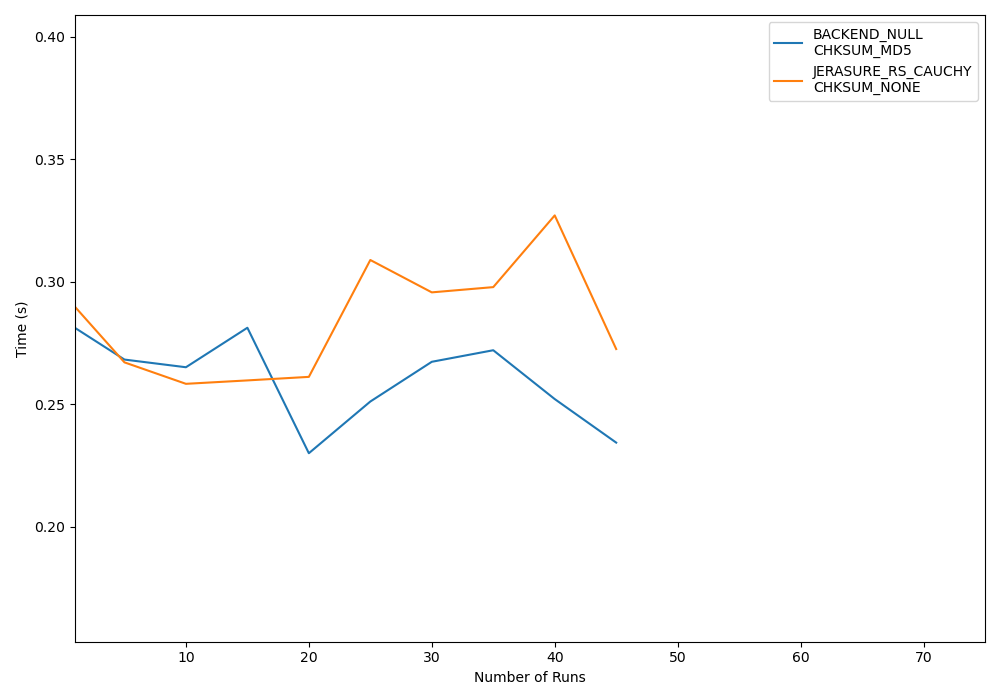 BACKEND_NULL
CHKSUM_MD5
JERASURE_RS_CAUCHY
CHKSUM_NONE
0.40
0.35
0.30
0.25
0.20
Time (s)
10 20 30 40 50 60 70
Number of Runs